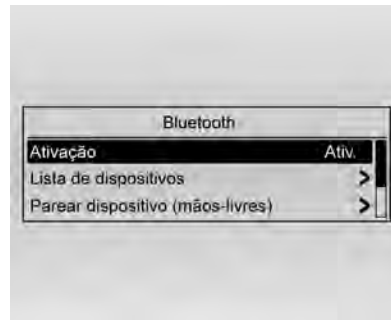 Bluetooth
Ativação Ativ.
Lista de dispositivos
Parear dispositivo (mãos-livres)